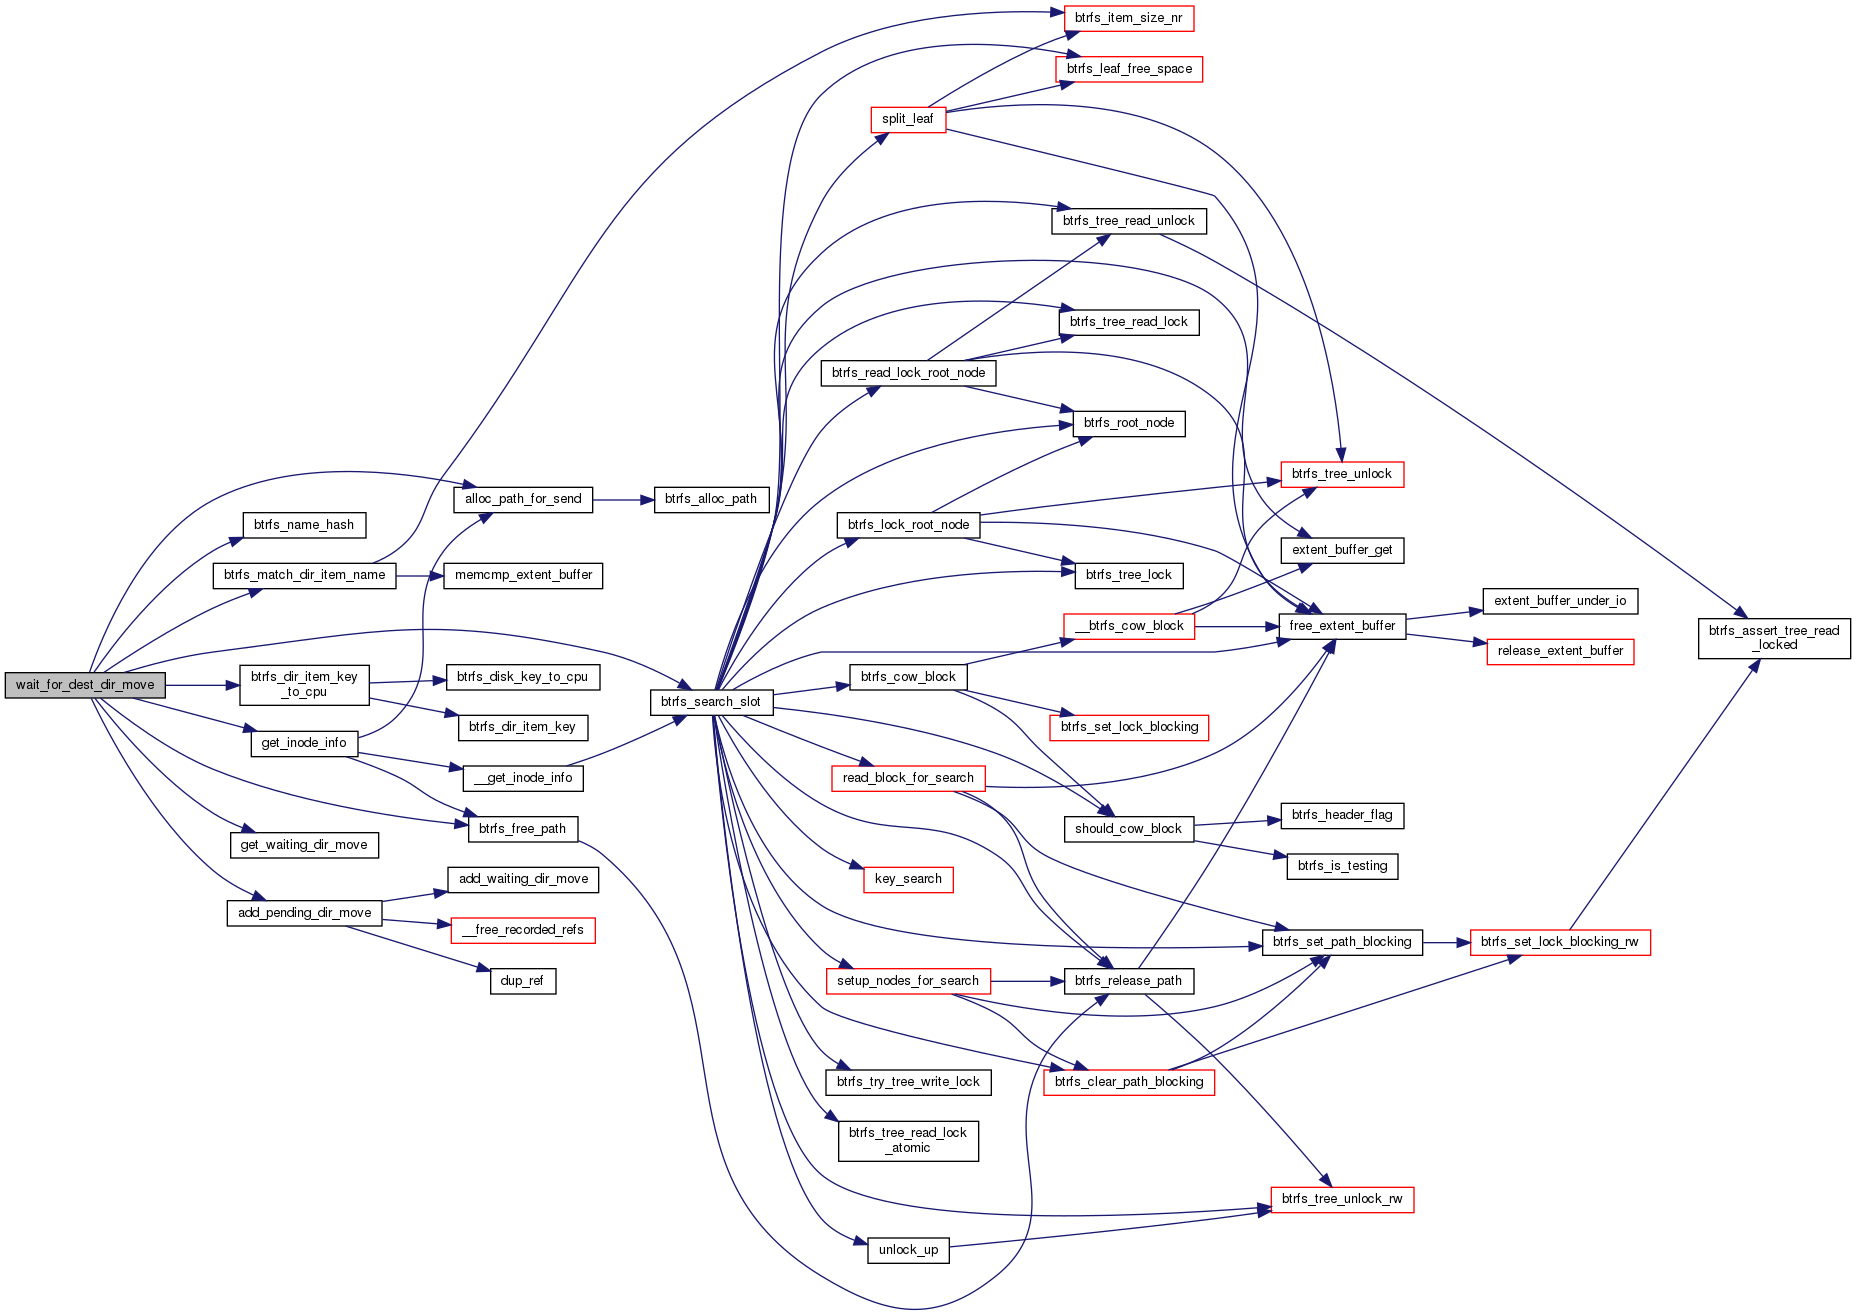 btrfs_item_size_nr
btrfs_leaf_free_space
split_leaf
btrfs_tree_read_unlock
btrfs_tree_read_lock
btrfs_read_lock_root_node
btrfs_root_node
btrfs_tree_unlock
alloc_path_for_send
btrfs_alloc_path
btrfs_name_hash
btrfs_lock_root_node
extent_buffer_get
btrfs_match_dir_item_name
memcmp_extent_buffer
btrfs_tree_lock
extent_buffer_under_io
__btrfs_cow_block
free_extent_buffer
btrfs_assert_tree_read
_locked
release_extent_buffer
wait_for_dest_dir_move
btrfs_dir_item_key
_to_cpu
btrfs_disk_key_to_cpu
btrfs_cow_block
btrfs_search_slot
btrfs_dir_item_key
btrfs_set_lock_blocking
get_inode_info
__get_inode_info
read_block_for_search
btrfs_header_flag
btrfs_free_path
should_cow_block
get_waiting_dir_move
btrfs_is_testing
add_waiting_dir_move
key_search
add_pending_dir_move
__free_recorded_refs
btrfs_set_path_blocking
btrfs_set_lock_blocking_rw
dup_ref
setup_nodes_for_search
btrfs_release_path
btrfs_try_tree_write_lock
btrfs_clear_path_blocking
btrfs_tree_read_lock
_atomic
btrfs_tree_unlock_rw
unlock_up